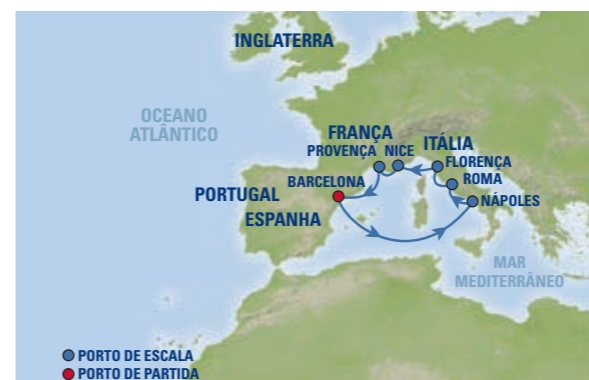 INGLATERRA
OCEANO
ATLÂNTICO
FRANÇA
ITÁLIA
PROVENÇA
NICE
FLORENÇA
ROMA
BARCELONA
NÁPOLES
PORTUGAL
ESPANHA
MAR
MEDITERRÂNEO
PORTO DE ESCALA
PORTO DE PARTIDA